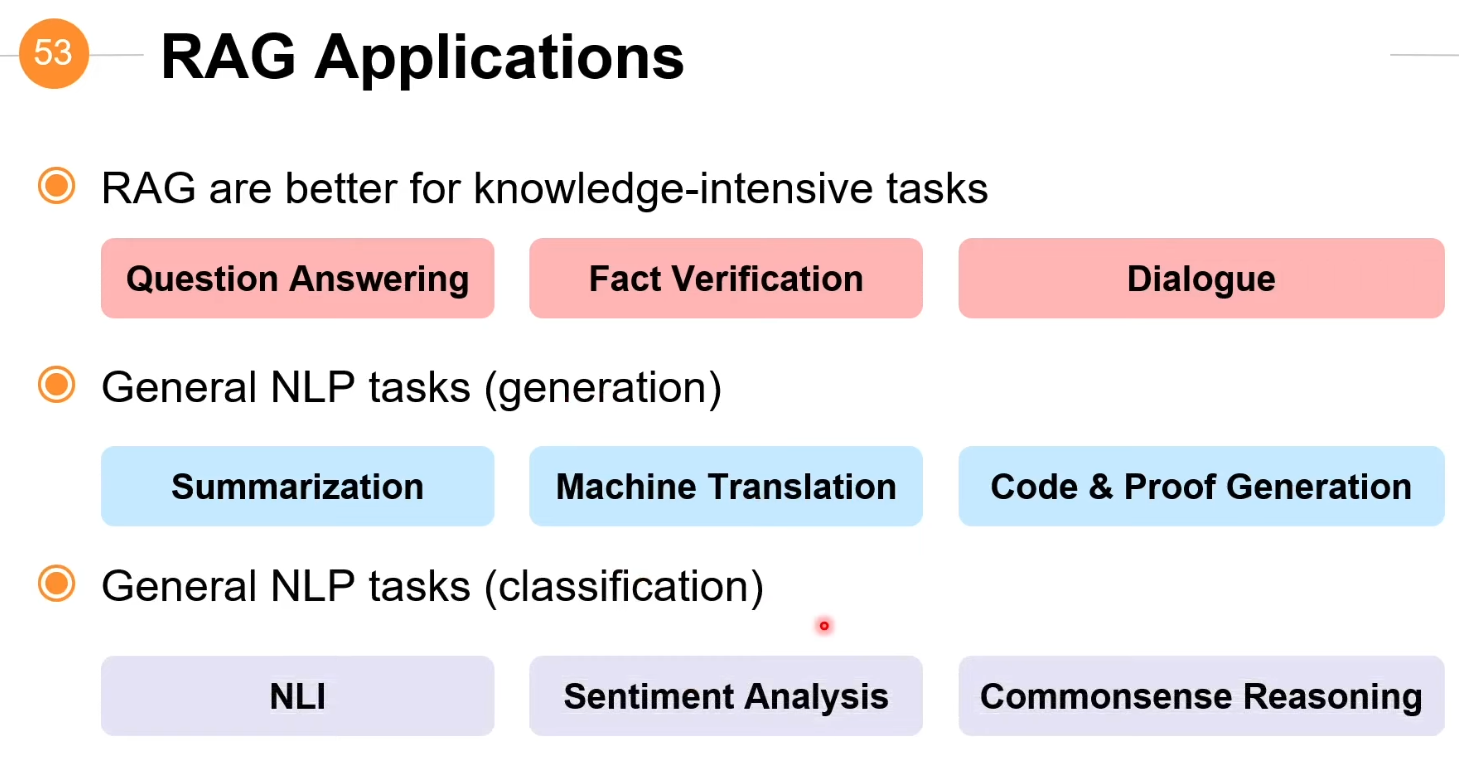 53
RAG Applications
RAG are better for knowledge-intensive tasks
Question Answering
Fact Verification
Dialogue
General NLP tasks (generation)
Summarization
Machine Translation
Code & Proof Generation
General NLP tasks (classification)
NLI
Sentiment Analysis
Commonsense Reasoning